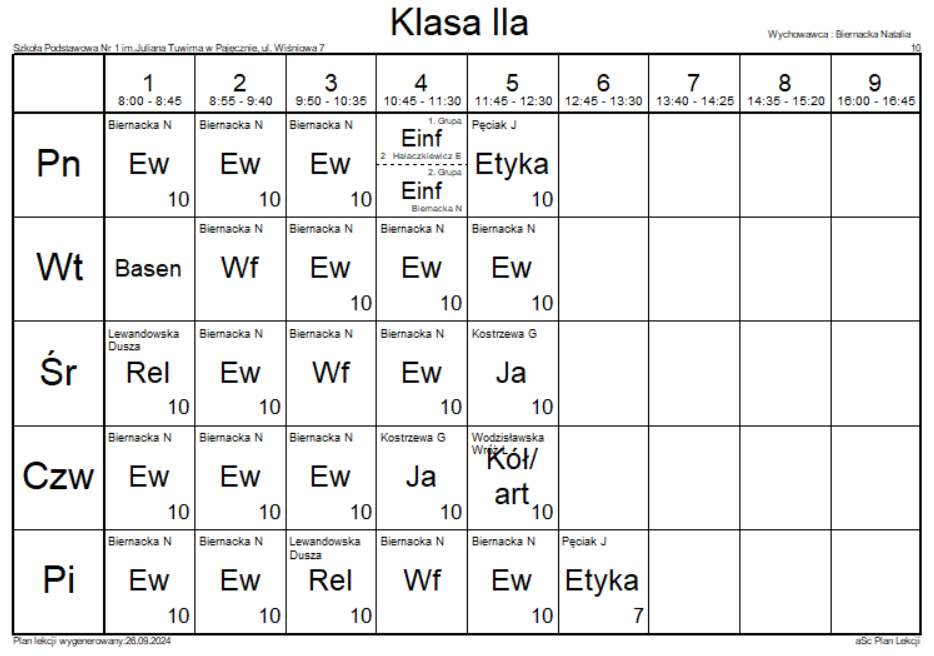 Klasa IIa
Szkoła Podstawowa Nr 1 im.Juliana Tuwima w Pajęcznie, ul. Wiśniowa 7
Wychowawca : Biernacka Natalia
10
1 2 3 4 5 6 7 8 9
8:00 - 8:45 8:55 - 9:40 9:50 - 10:35 10:45 - 11:30 11:45 - 12:30 12:45 - 13:30 13:40 - 14:25 14:35 - 15:20 16:00 - 16:45
Pn
Biernacka N
Ew
10
Biernacka N
Ew
10
Biernacka N
Ew
10
1. Grupa
Einf
2 Hałaczkiewicz E
2. Grupa
Einf
Biernacka N
Pęciak J
Etyka
10
Wt
Basen
Biernacka N
Wf
Biernacka N
Ew
10
Biernacka N
Ew
10
Biernacka N
Ew
10
Śr
Lewandowska
Dusza
Rel
10
Biernacka N
Ew
10
Biernacka N
Wf
Biernacka N
Ew
10
Kostrzewa G
Ja
10
Czw
Biernacka N
Ew
10
Biernacka N
Ew
10
Biernacka N
Ew
10
Kostrzewa G
Ja
10
Wodzisławska
Kół/
art
10
Pi
Biernacka N
Ew
10
Biernacka N
Ew
10
Lewandowska
Dusza
Rel
10
Biernacka N
Wf
Biernacka N
Ew
10
Pęciak J
Etyka
7
Plan lekcji wygenerowany:26.09.2024
aSc Plan Lekcji